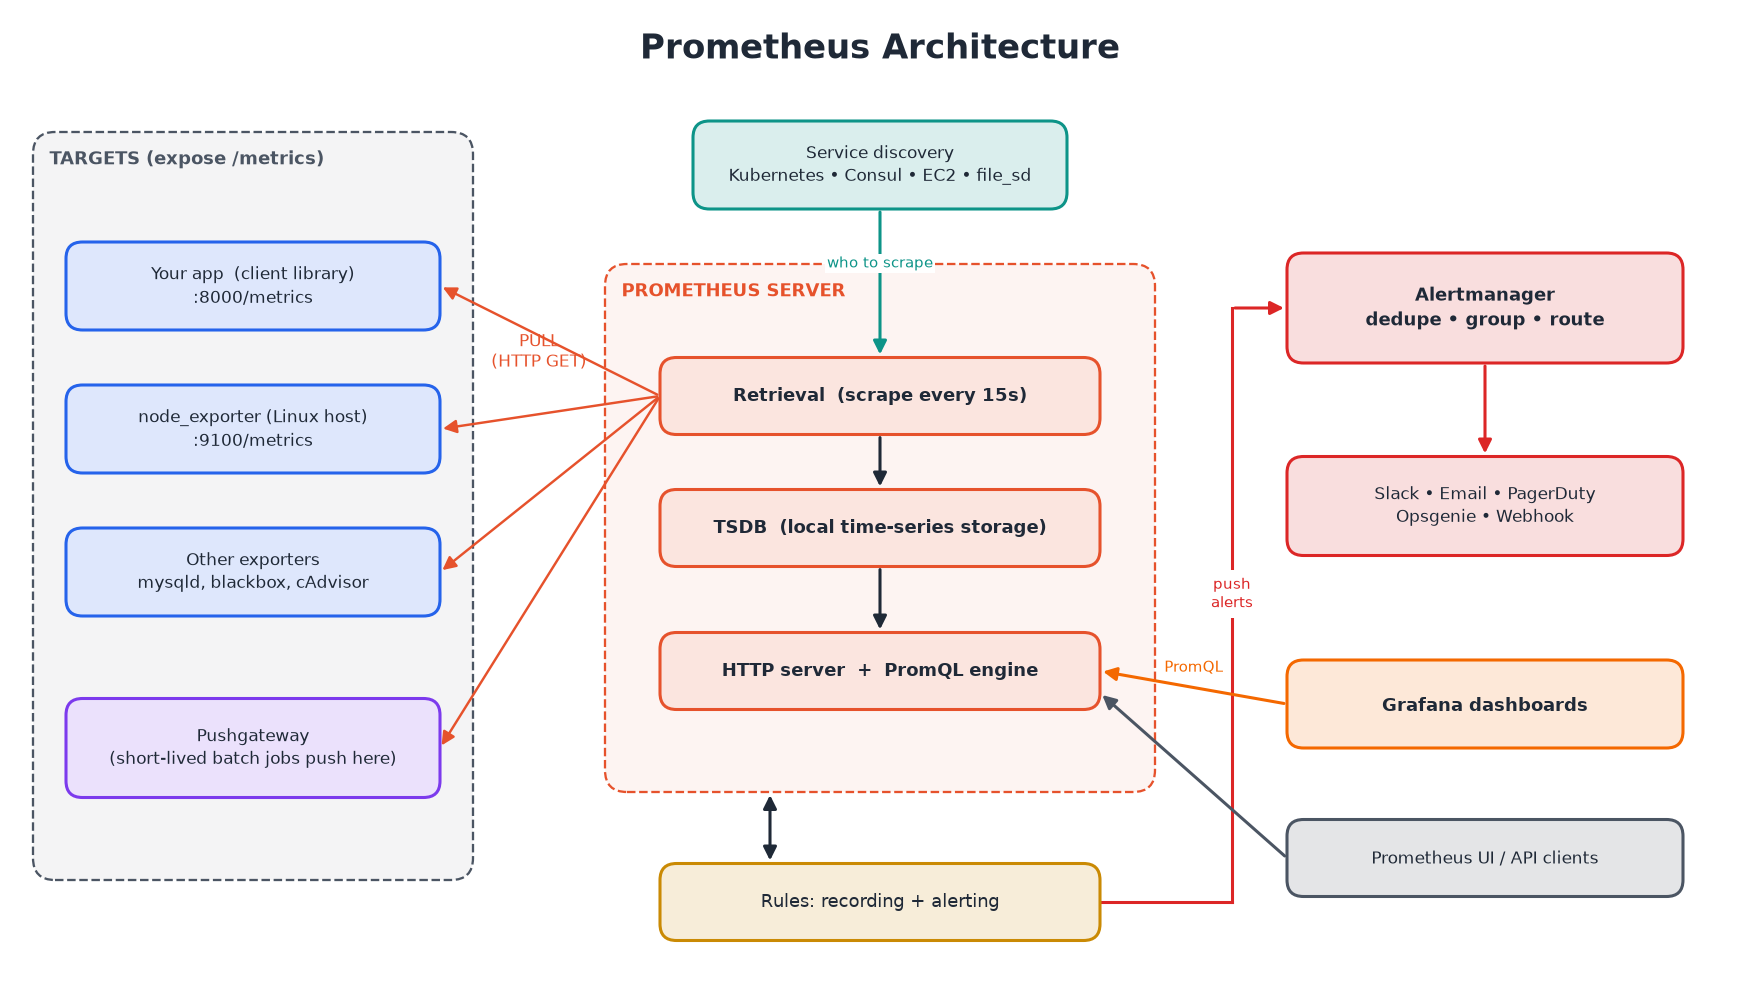 Prometheus Architecture
TARGETS (expose /metrics)
Your app  (client library)
:8000/metrics
node_exporter (Linux host)
:9100/metrics
Other exporters
mysqld, blackbox, cAdvisor
Pushgateway
(short-lived batch jobs push here)
PULL
(HTTP GET)
Service discovery
Kubernetes • Consul • EC2 • file_sd
who to scrape
PROMETHEUS SERVER
Retrieval  (scrape every 15s)
TSDB  (local time-series storage)
HTTP server  +  PromQL engine
Rules: recording + alerting
push
alerts
PromQL
Alertmanager
dedupe • group • route
Slack • Email • PagerDuty
Opsgenie • Webhook
Grafana dashboards
Prometheus UI / API clients